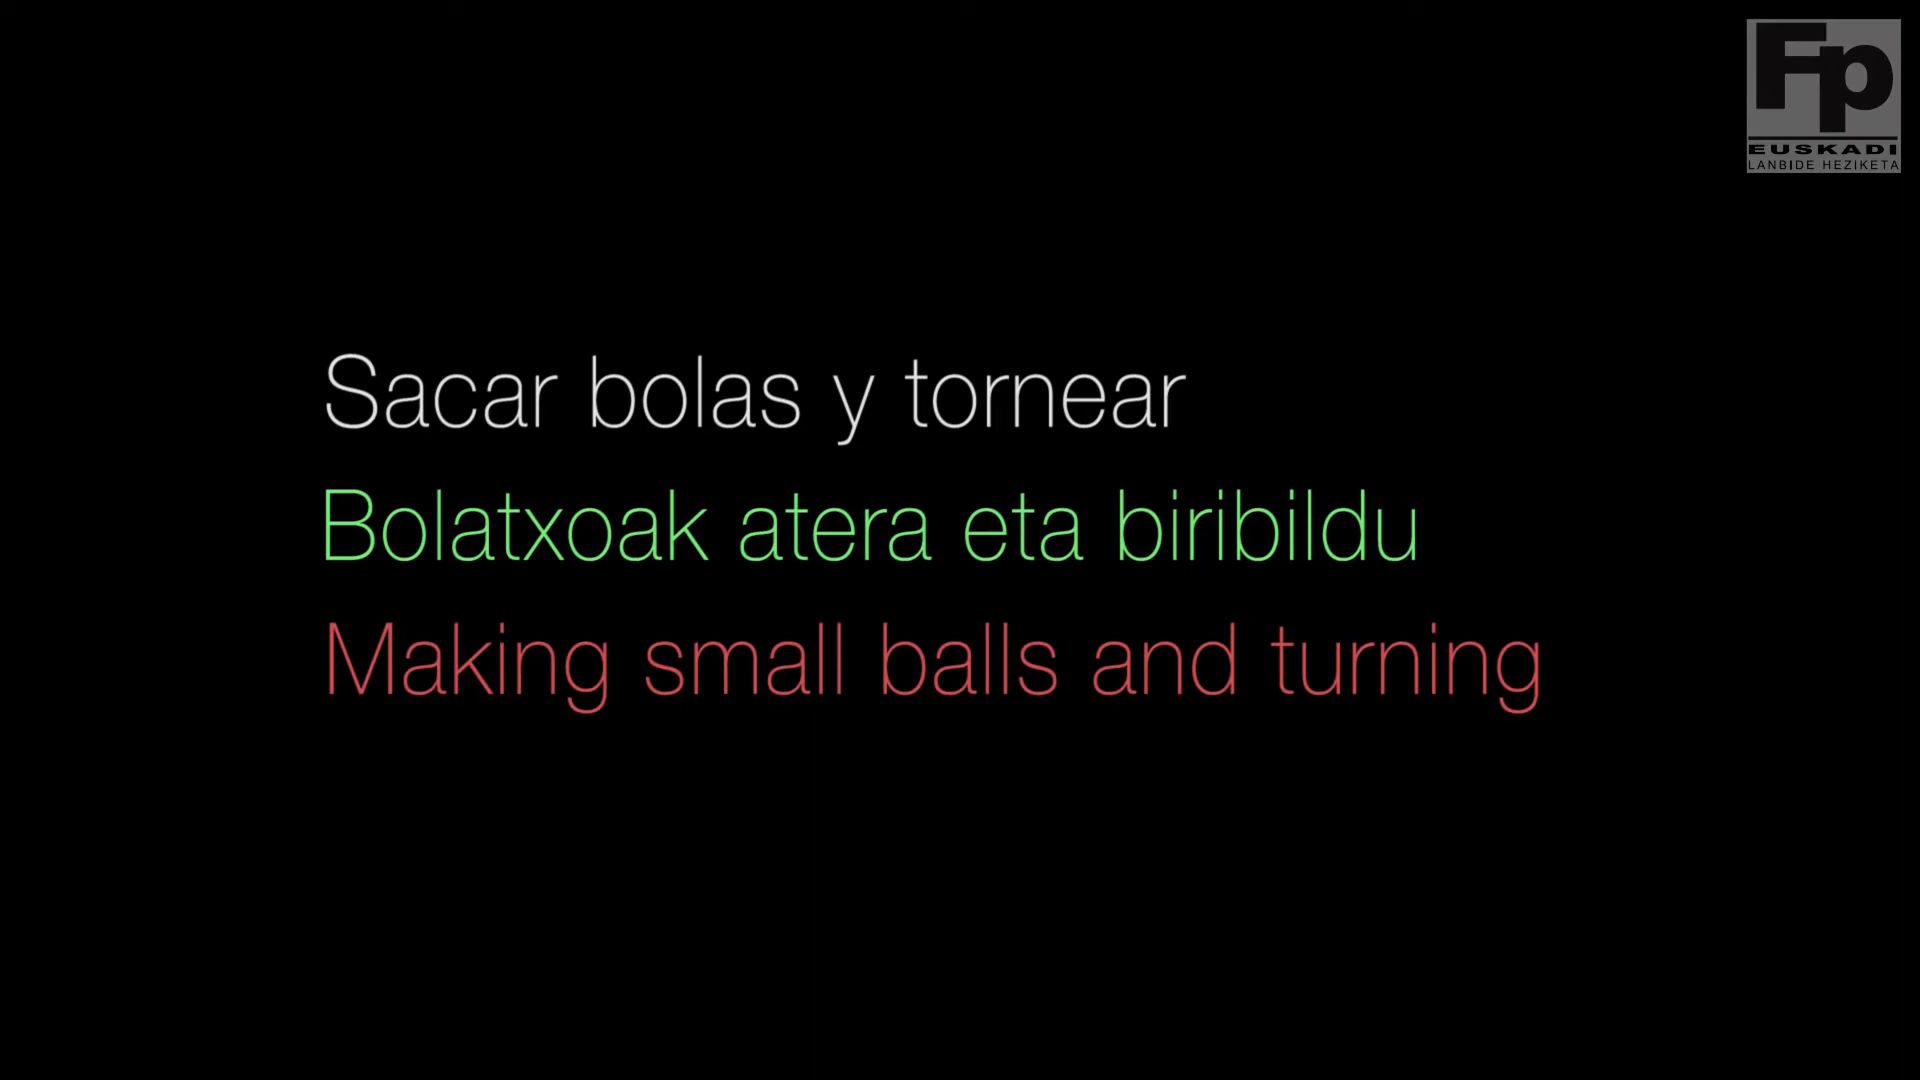 Fp
EUSKADI
LANBIDE HEZIKETA
Sacar bolas y tornear
Bolatxoak atera eta biribildu
Making small balls and turning